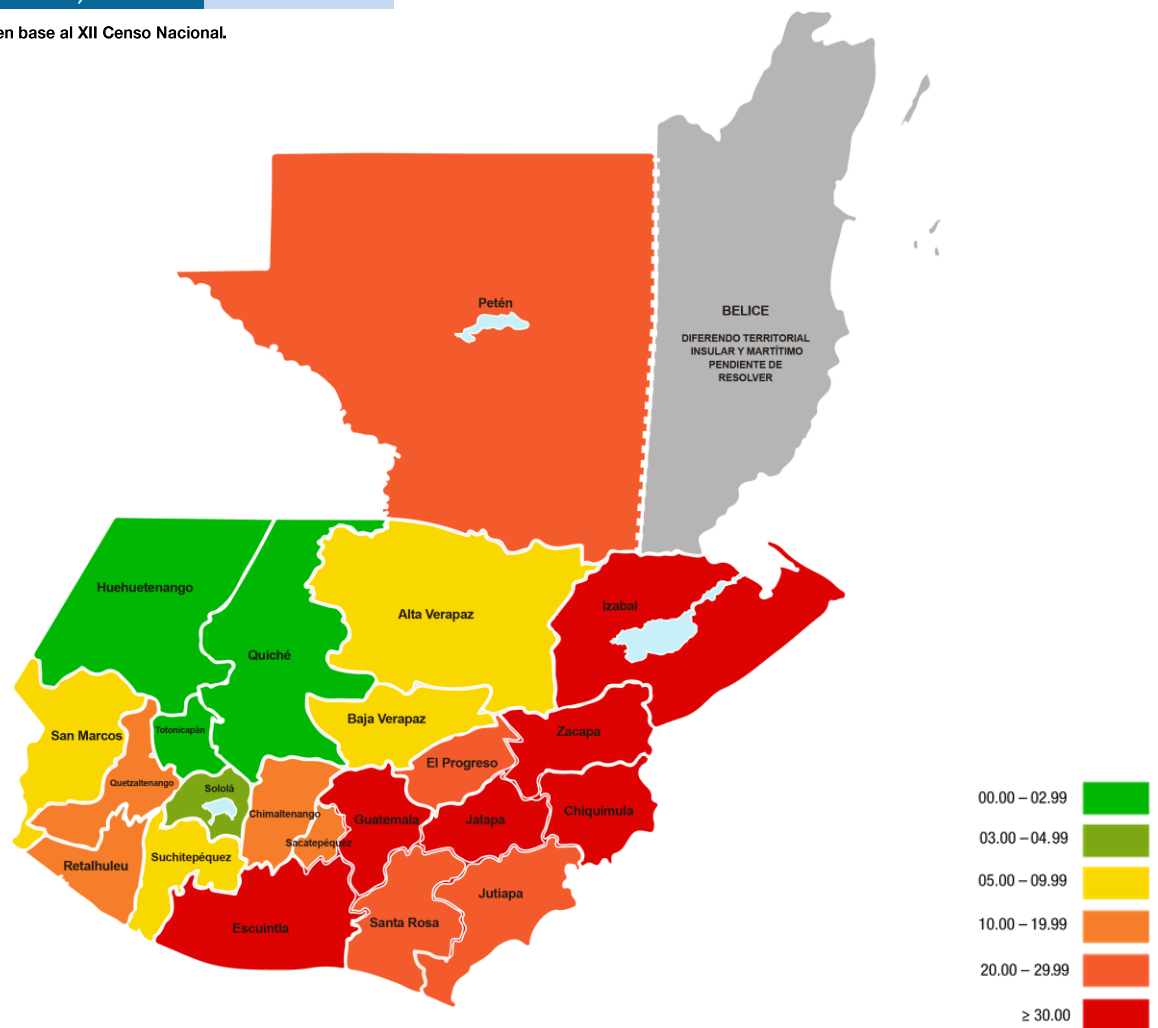 en base al XII Censo Nacional.
Petén
BELICE
DIFERENDO TERRITORIAL
INSULAR Y MARTÍTIMO
PENDIENTE DE
RESOLVER
Huehuetenango
Izabal
Alta Verapaz
Quiché
Baja Verapaz
Totonicapán
Zacapa
San Marcos
El Progreso
Quetzaltenango
Sololá
00.00 – 02.99
Chiquimula
Chimaltenango
Guatemala
Jalapa
03.00 – 04.99
Sacatepéquez
Suchitepéquez
Retalhuleu
05.00 – 09.99
Jutiapa
Santa Rosa
10.00 – 19.99
Escuintla
20.00 – 29.99
≥ 30.00